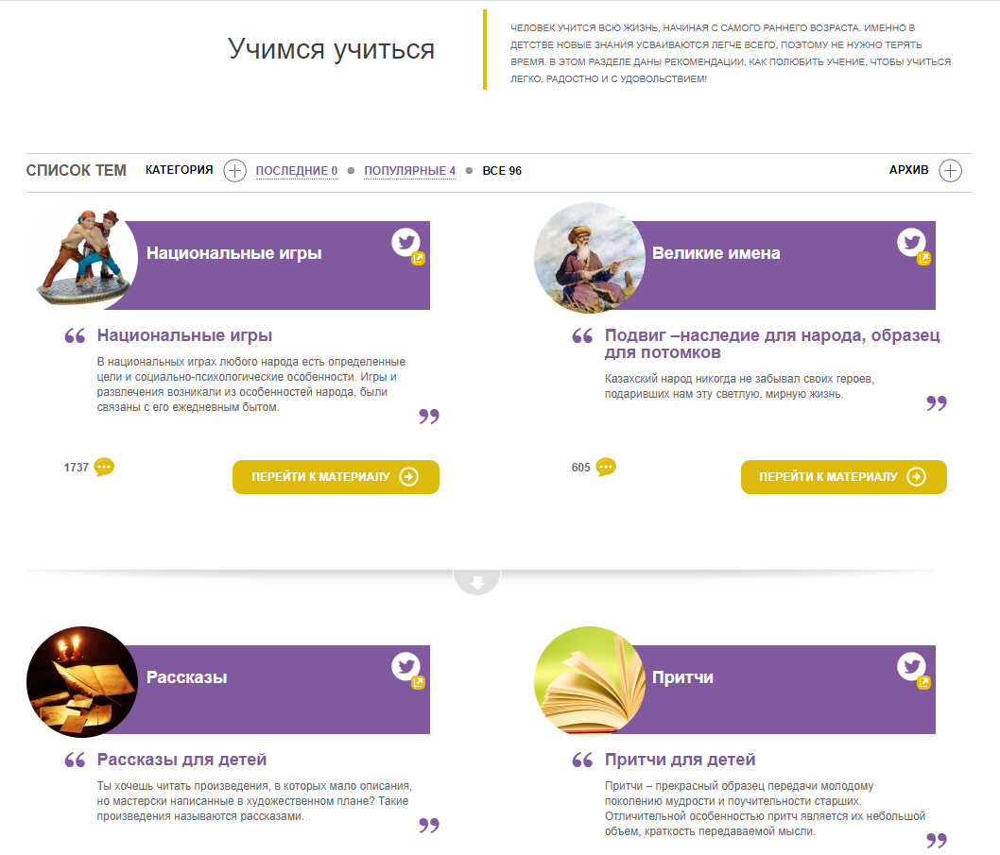 Учимся учиться
ЧЕЛОВЕК УЧИТСЯ ВСЮ ЖИЗНЬ, НАЧИНАЯ С САМОГО РАННЕГО ВОЗРАСТА. ИМЕННО В
ДЕТСТВЕ НОВЫЕ ЗНАНИЯ УСВАИВАЮТСЯ ЛЕГЧЕ ВСЕГО, ПОЭТОМУ НЕ НУЖНО ТЕРЯТЬ
ВРЕМЯ. В ЭТОМ РАЗДЕЛЕ ДАНЫ РЕКОМЕНДАЦИИ, КАК ПОЛЮБИТЬ УЧЕНИЕ, ЧТОБЫ УЧИТЬСЯ
ЛЕГКО, РАДОСТНО И С УДОВОЛЬСТВИЕМ!
СПИСОК ТЕМ КАТЕГОРИЯ ПОСЛЕДНИЕ 0 ● ПОПУЛЯРНЫЕ 4 ● ВСЕ 96 АРХИВ
Национальные игры
“ Национальные игры
В национальных играх любого народа есть определенные
цели и социально-психологические особенности. Игры и
развлечения возникали из особенностей народа, были
связаны с его ежедневным бытом. ”
1737 ПЕРЕЙТИ К МАТЕРИАЛУ
Великие имена
“ Подвиг –наследие для народа, образец
для потомков
Казахский народ никогда не забывал своих героев,
подаривших нам эту светлую, мирную жизнь. ”
605 ПЕРЕЙТИ К МАТЕРИАЛУ
Рассказы
“ Рассказы для детей
Ты хочешь читать произведения, в которых мало описания,
но мастерски написанные в художественном плане? Такие
произведения называются рассказами. ”
Притчи
“ Притчи для детей
Притчи – прекрасный образец передачи молодому
поколению мудрости и поучительности старших.
Отличительной особенностью притч является их небольшой
объем, краткость передаваемой мысли. ”